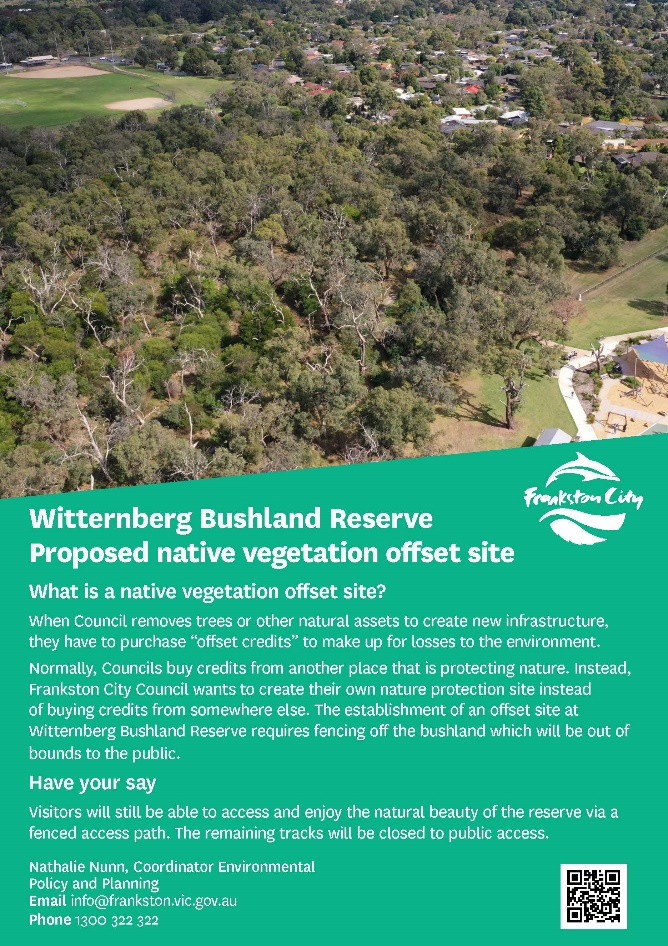 Frankston City
Witternberg Bushland Reserve
Proposed native vegetation offset site
What is a native vegetation offset site?
When Council removes trees or other natural assets to create new infrastructure,
they have to purchase “offset credits” to make up for losses to the environment.
Normally, Councils buy credits from another place that is protecting nature. Instead,
Frankston City Council wants to create their own nature protection site instead
of buying credits from somewhere else. The establishment of an offset site at
Witternberg Bushland Reserve requires fencing off the bushland which will be out of
bounds to the public.
Have your say
Visitors will still be able to access and enjoy the natural beauty of the reserve via a
fenced access path. The remaining tracks will be closed to public access.
Nathalie Nunn, Coordinator Environmental
Policy and Planning
Email info@frankston.vic.gov.au
Phone 1300 322 322